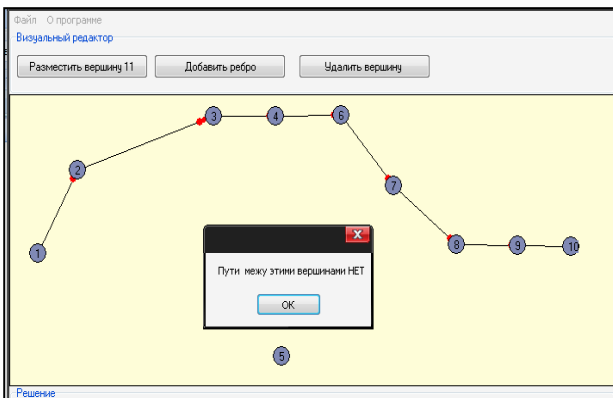 Файл О программе
Визуальный редактор
Разместить вершину 11 Добавить ребро Удалить вершину
3 4 6
2
7
1 8 9 10
X
Пути межу этими вершинами НЕТ
OK
5
Решение